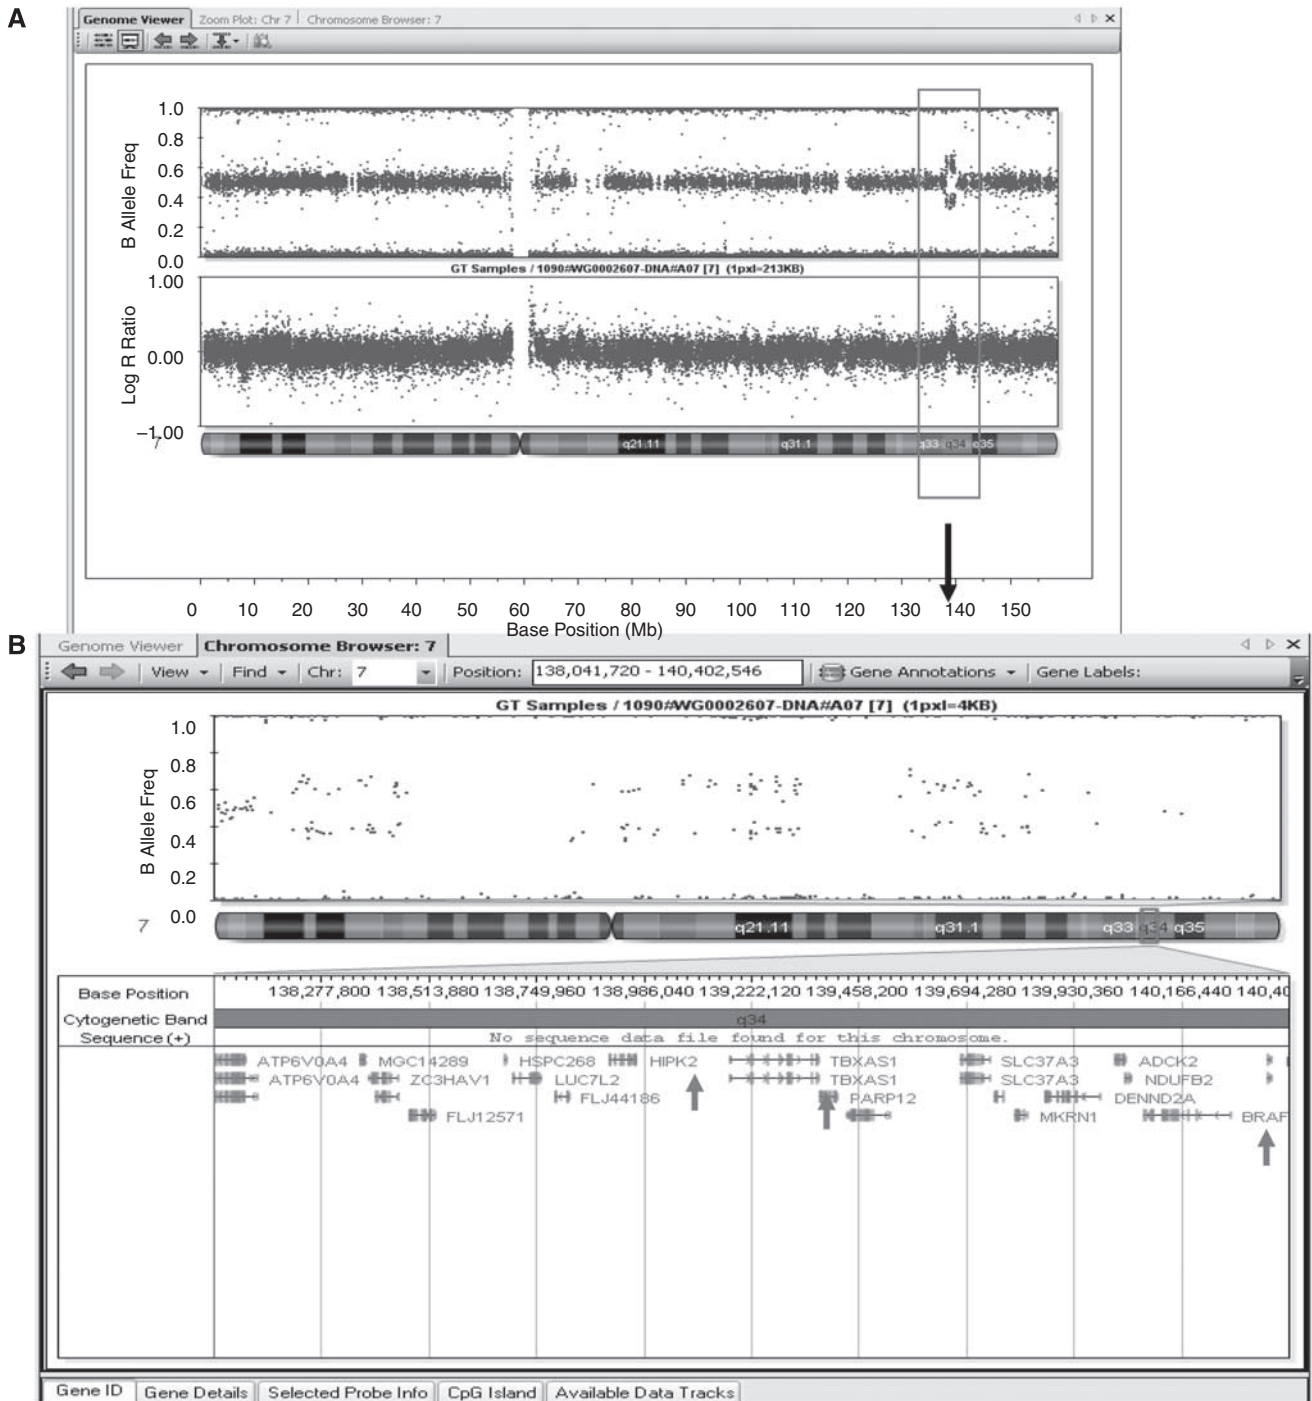 A
Genome Viewer Zoom Plot: Chr 7 Chromosome Browser: 7
1.0
0.8
0.6
0.4
0.2
0.0
B Allele Freq
GT Samples / 1090#WG0002607-DNA#A07 [7] (1pxl=213KB)
1.00
0.00
−1.00
Log R Ratio
7 q21.11 q31.1 q33 q34 q35
0 10 20 30 40 50 60 70 80 90 100 110 120 130 140 150
Base Position (Mb)
B
Genome Viewer Chromosome Browser: 7
View Find Chr: 7 Position: 138,041,720 - 140,402,546 Gene Annotations Gene Labels:
GT Samples / 1090#WG0002607-DNA#A07 [7] (1pxl=4KB)
1.0
0.8
0.6
0.4
0.2
0.0
B Allele Freq
7 q21.11 q31.1 q33 q34 q35
Base Position 138,277,800 138,513,880 138,749,960 138,986,040 139,222,120 139,458,200 139,694,280 139,930,360 140,166,440 140,40
Cytogenetic Band q34
Sequence (+) No sequence data file found for this chromosome.
ATP6V0A4 MGC14289 HSPC268 HIPK2 TBXAS1 SLC37A3 ADCK2
ATP6V0A4 ZC3HAV1 LUC7L2 TBXAS1 SLC37A3 NDUFB2
FLJ44186 PARP12 DENND2A
FLJ12571 MKRN1 BRAF
Gene ID Gene Details Selected Probe Info CpG Island Available Data Tracks